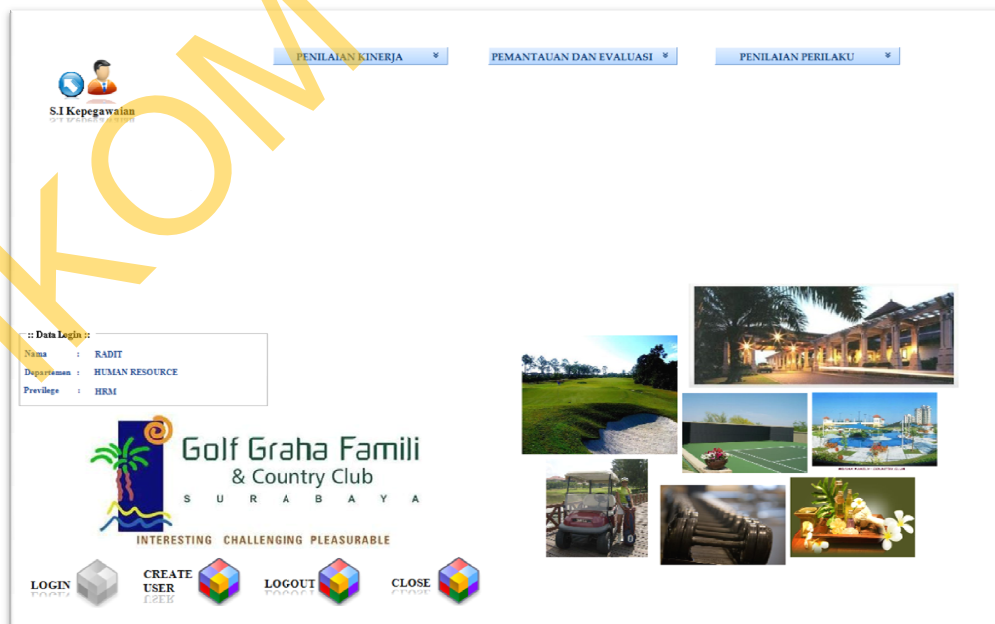 PENILAIAN KINERJA
PEMANTAUAN DAN EVALUASI
PENILAIAN PERILAKU
S.I Kepegawaian
:: Data Login ::
Nama : RADIT
Departemen : HUMAN RESOURCE
Previlege : HRM
Golf Graha Famili
& Country Club
SURABAYA
INTERESTING CHALLENGING PLEASURABLE
LOGIN
CREATE
USER
LOGOUT
CLOSE
KOM